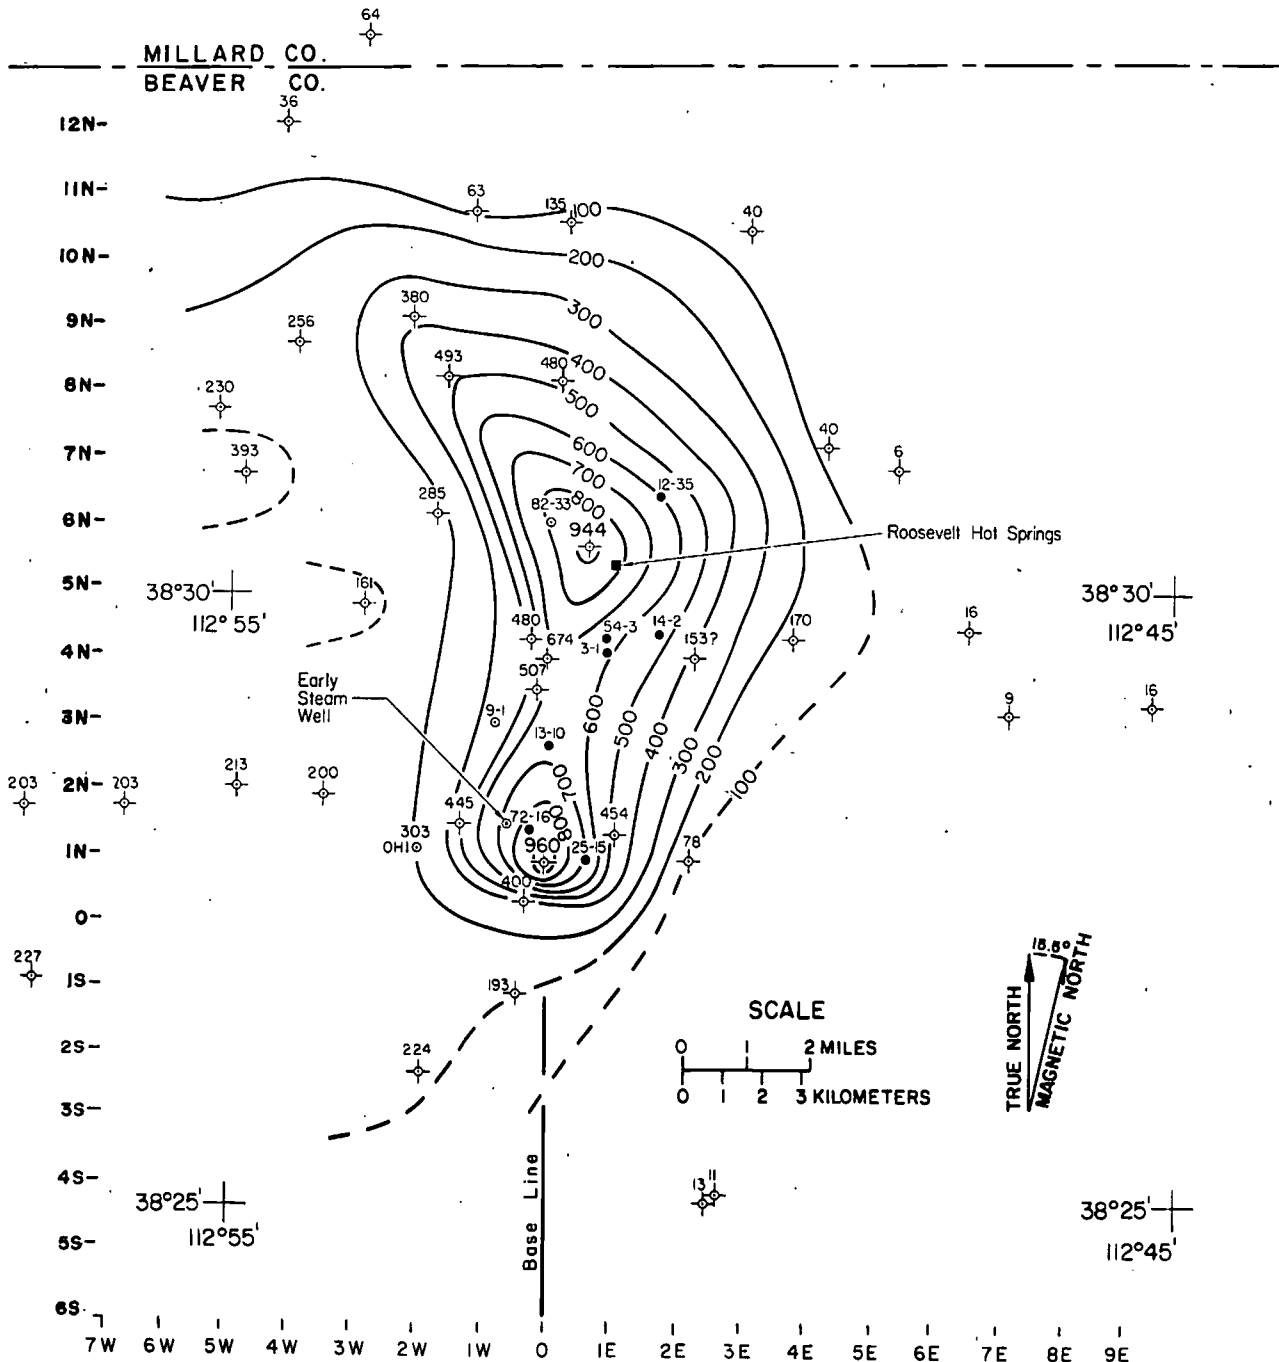 64
MILLARD CO.
BEAVER CO.
36
12N
11N
63
135
100
40
10N
200
9N
380
300
256
493
480
400
8N
230
500
40
7N
393
600
6
700
12-35
285
82-33
800
6N
944
Roosevelt Hot Springs
5N
38°30'
161
112°55'
38°30'
112°45'
480
54-3
14-2
170
16
674
3-1
153?
4N
507
Early
Steam
Well
9-1
600
500
400
300
200
100
9
16
3N
13-10
2N
203
203
213
200
700
445
72-16
800
454
303
OH1
1N
960
25-15
78
400
0
227
1S
193
15.5°
TRUE NORTH
MAGNETIC NORTH
SCALE
0 1 2 MILES
0 1 2 3 KILOMETERS
2S
224
3S
4S
38°25'
112°55'
13
11
38°25'
112°45'
Base Line
5S
6S
7W 6W 5W 4W 3W 2W 1W 0 1E 2E 3E 4E 5E 6E 7E 8E 9E